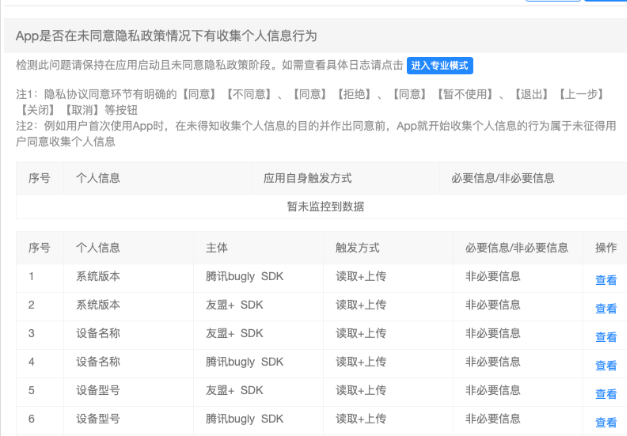 App是否在未同意隐私政策情况下有收集个人信息行为
检测此问题请保持在应用启动且未同意隐私政策阶段。如需查看具体日志请点击 进入专业模式
注1：隐私协议同意环节有明确的【同意】【不同意】、【同意】【拒绝】、【同意】【暂不使用】、【退出】【上一步】
【关闭】【取消】等按钮
注2：例如用户首次使用App时，在未得知收集个人信息的目的并作出同意前，App就开始收集个人信息的行为属于未征得用
户同意收集个人信息
序号 个人信息 应用自身触发方式 必要信息/非必要信息
暂未监控到数据
序号 个人信息 主体 触发方式 必要信息/非必要信息 操作
1 系统版本 腾讯bugly SDK 读取+上传 非必要信息 查看
2 系统版本 友盟+ SDK 读取+上传 非必要信息 查看
3 设备名称 友盟+ SDK 读取+上传 非必要信息 查看
4 设备名称 腾讯bugly SDK 读取+上传 非必要信息 查看
5 设备型号 友盟+ SDK 读取+上传 非必要信息 查看
6 设备型号 腾讯bugly SDK 读取+上传 非必要信息 查看